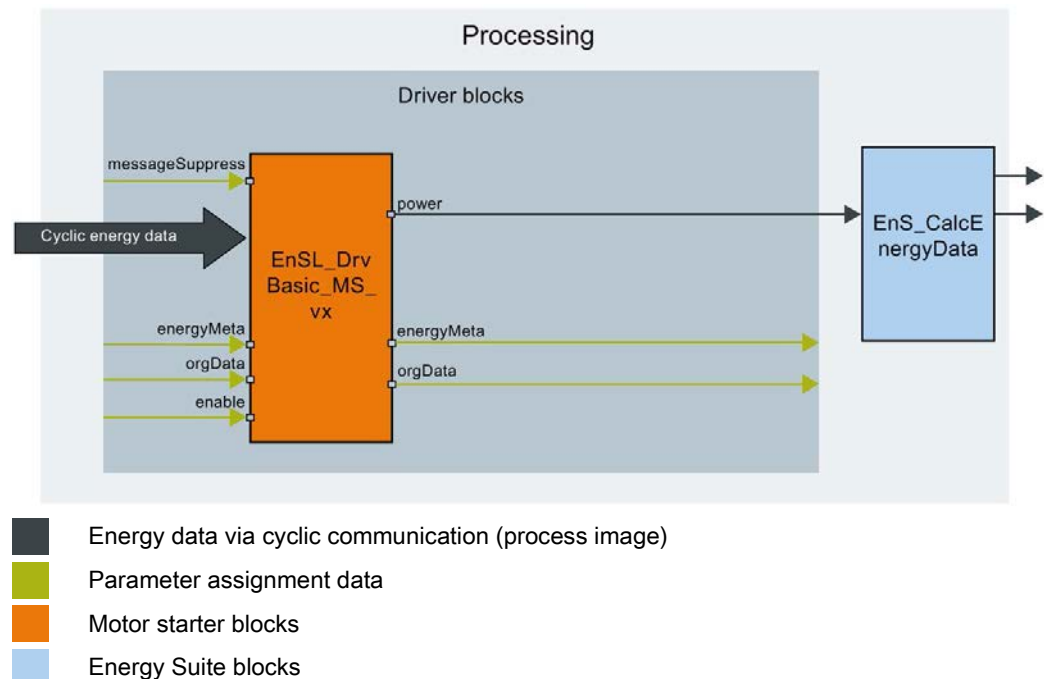 Processing
Driver blocks
messageSuppress
power
Cyclic energy data
EnSL_Drv
Basic_MS_
vx
EnS_CalcE
nergyData
energyMeta
energyMeta
orgData
orgData
enable
Energy data via cyclic communication (process image)
Parameter assignment data
Motor starter blocks
Energy Suite blocks